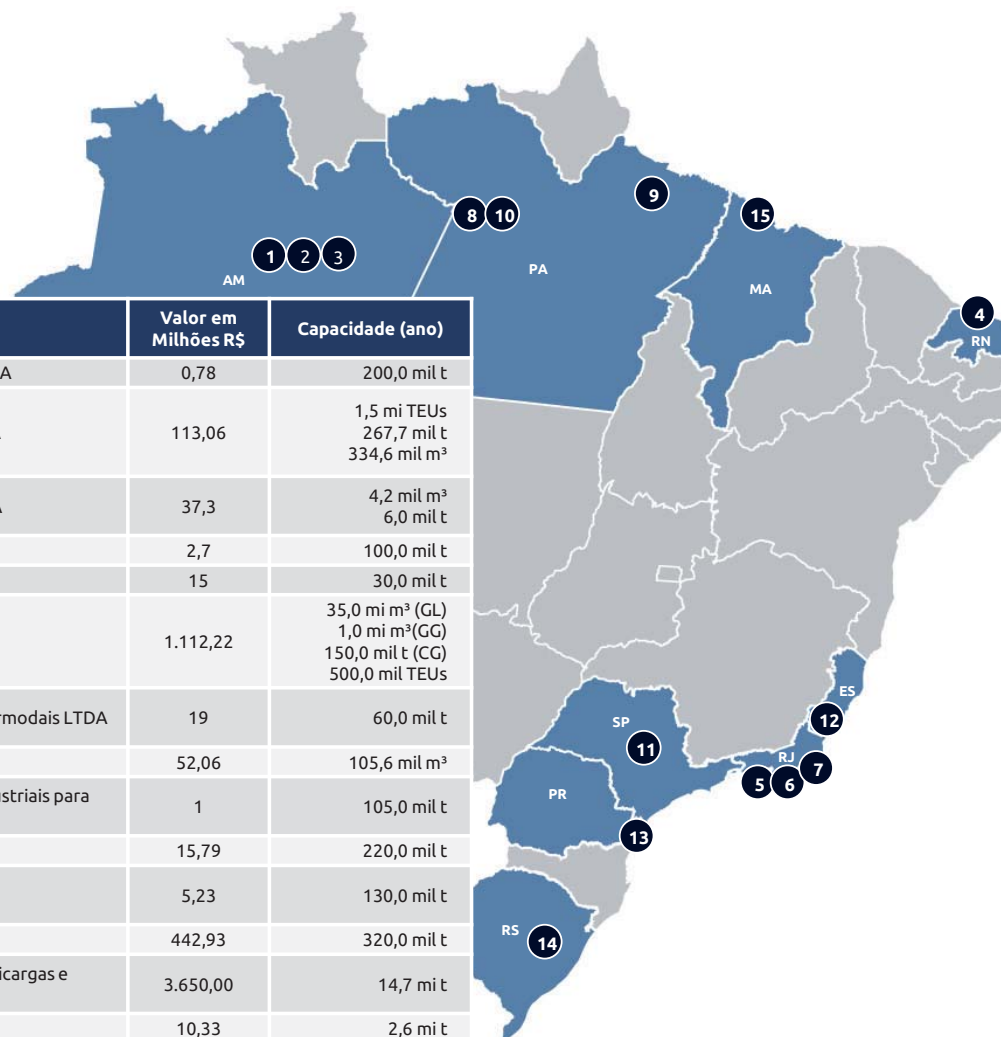 9
8
10
15
1
2
3
PA
AM
MA
4
RN
Valor em
Milhões R$
Capacidade (ano)
A
0,78
200,0 mil t
113,06
1,5 mi TEUs
267,7 mil t
334,6 mil m³
37,3
4,2 mil m³
6,0 mil t
2,7
100,0 mil t
15
30,0 mil t
1.112,22
35,0 mi m³ (GL)
1,0 mi m³(GG)
150,0 mil t (CG)
500,0 mil TEUs
rmodais LTDA
19
60,0 mil t
52,06
105,6 mil m³
ustriais para
1
105,0 mil t
15,79
220,0 mil t
5,23
130,0 mil t
442,93
320,0 mil t
icargas e
3.650,00
14,7 mi t
10,33
2,6 mi t
ES
12
SP
11
RJ
7
5
6
PR
13
RS
14